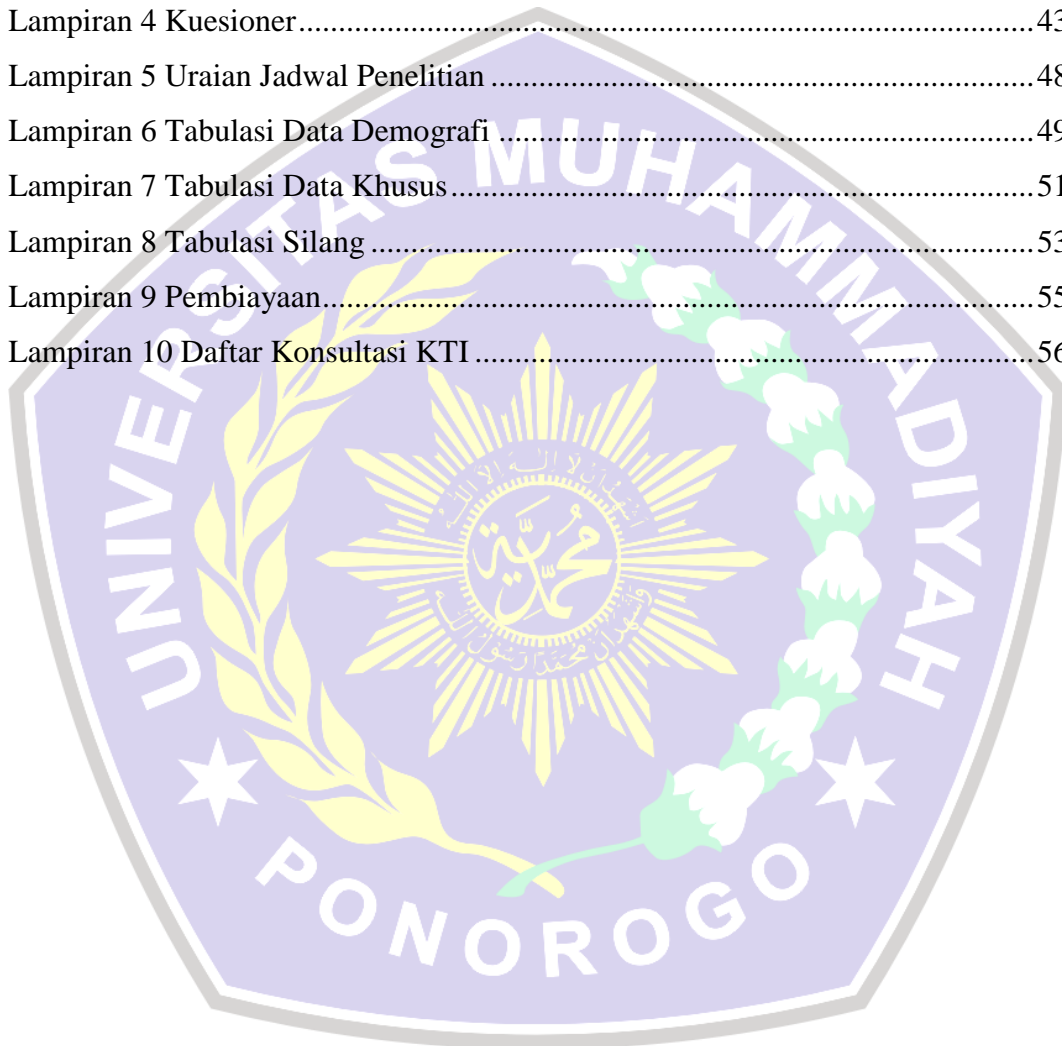 Lampiran 4 Kuesioner....................................................................................43
Lampiran 5 Uraian Jadwal Penelitian ..............................................................48
Lampiran 6 Tabulasi Data Demografi ..............................................................49
Lampiran 7 Tabulasi Data Khusus...................................................................51
Lampiran 8 Tabulasi Silang ............................................................................53
Lampiran 9 Pembiayaan.................................................................................55
Lampiran 10 Daftar Konsultasi KTI ................................................................56
UNIVERSITAS MUHAMMADIYAH
PONOROGO
محمدية